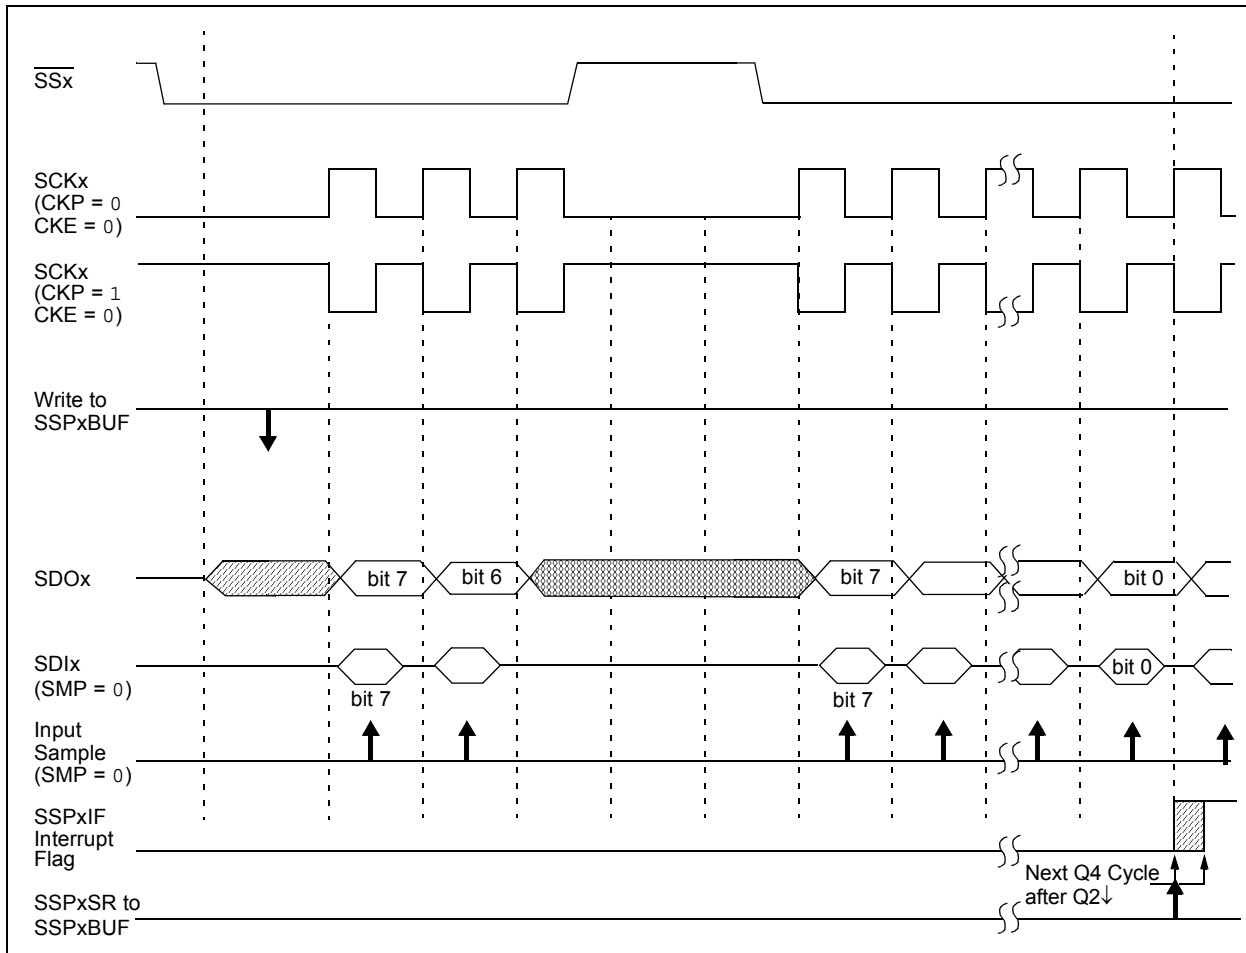 SSx
SCKx
(CKP = 0
CKE = 0)
SCKx
(CKP = 1
CKE = 0)
Write to
SSPxBUF
SDOx
bit 7
bit 6
bit 7
bit 0
SDIx
(SMP = 0)
bit 0
bit 7
bit 7
Input
Sample
(SMP = 0)
SSPxIF
Interrupt
Flag
Next Q4 Cycle
after Q2↓
SSPxSR to
SSPxBUF